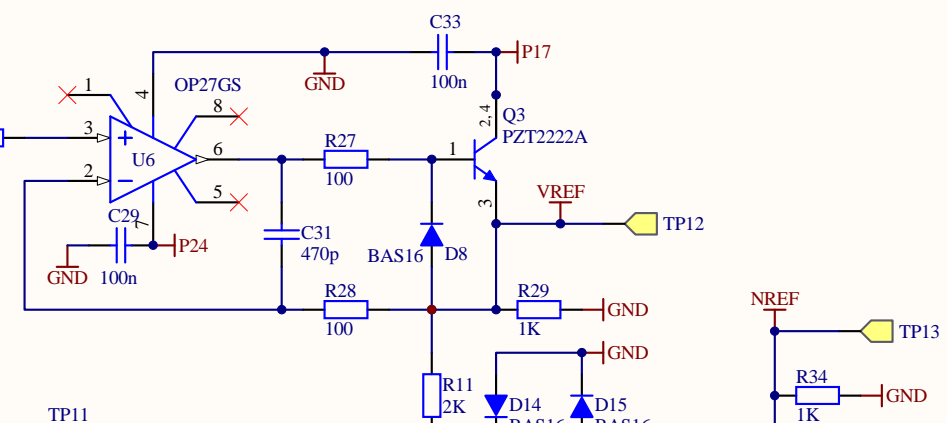 C33
P17
GND
100n
OP27GS
1
4
8
2, 4
Q3
PZT2222A
3
+
U6
6
R27
1
2
-
100
5
3
VREF
TP12
C29
7
P24
C31
470p
BAS16
D8
GND
100n
R28
100
R29
1K
GND
NREF
TP13
GND
R11
2K
D14
D15
R34
GND
1K
TP11
BAS16
BAS16